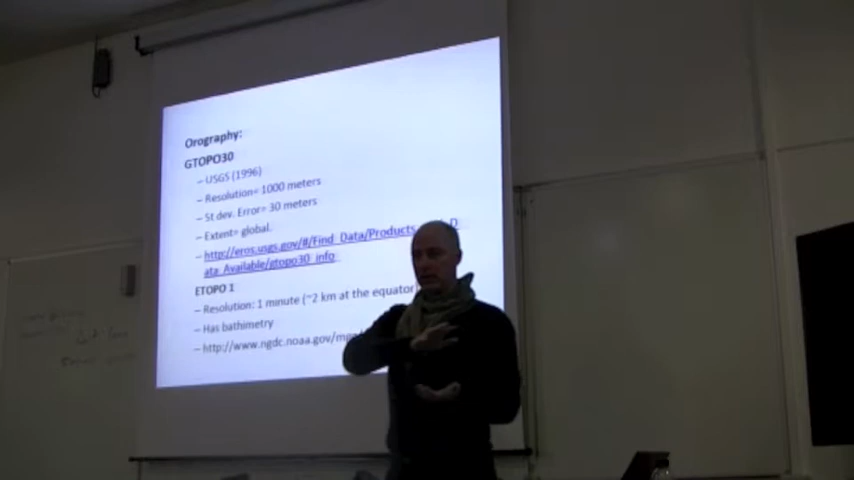 Orography:
GTOPO30
– USGS (1996)
– Resolution= 1000 meters
– St dev. Error= 30 meters
– Extent= global.
– http://eros.usgs.gov/#/Find_Data/Products D
ata_Available/gtopo30_info
ETOPO 1
– Resolution: 1 minute (~2 km at the equator
– Has bathimetry
– http://www.ngdc.noaa.gov/mg